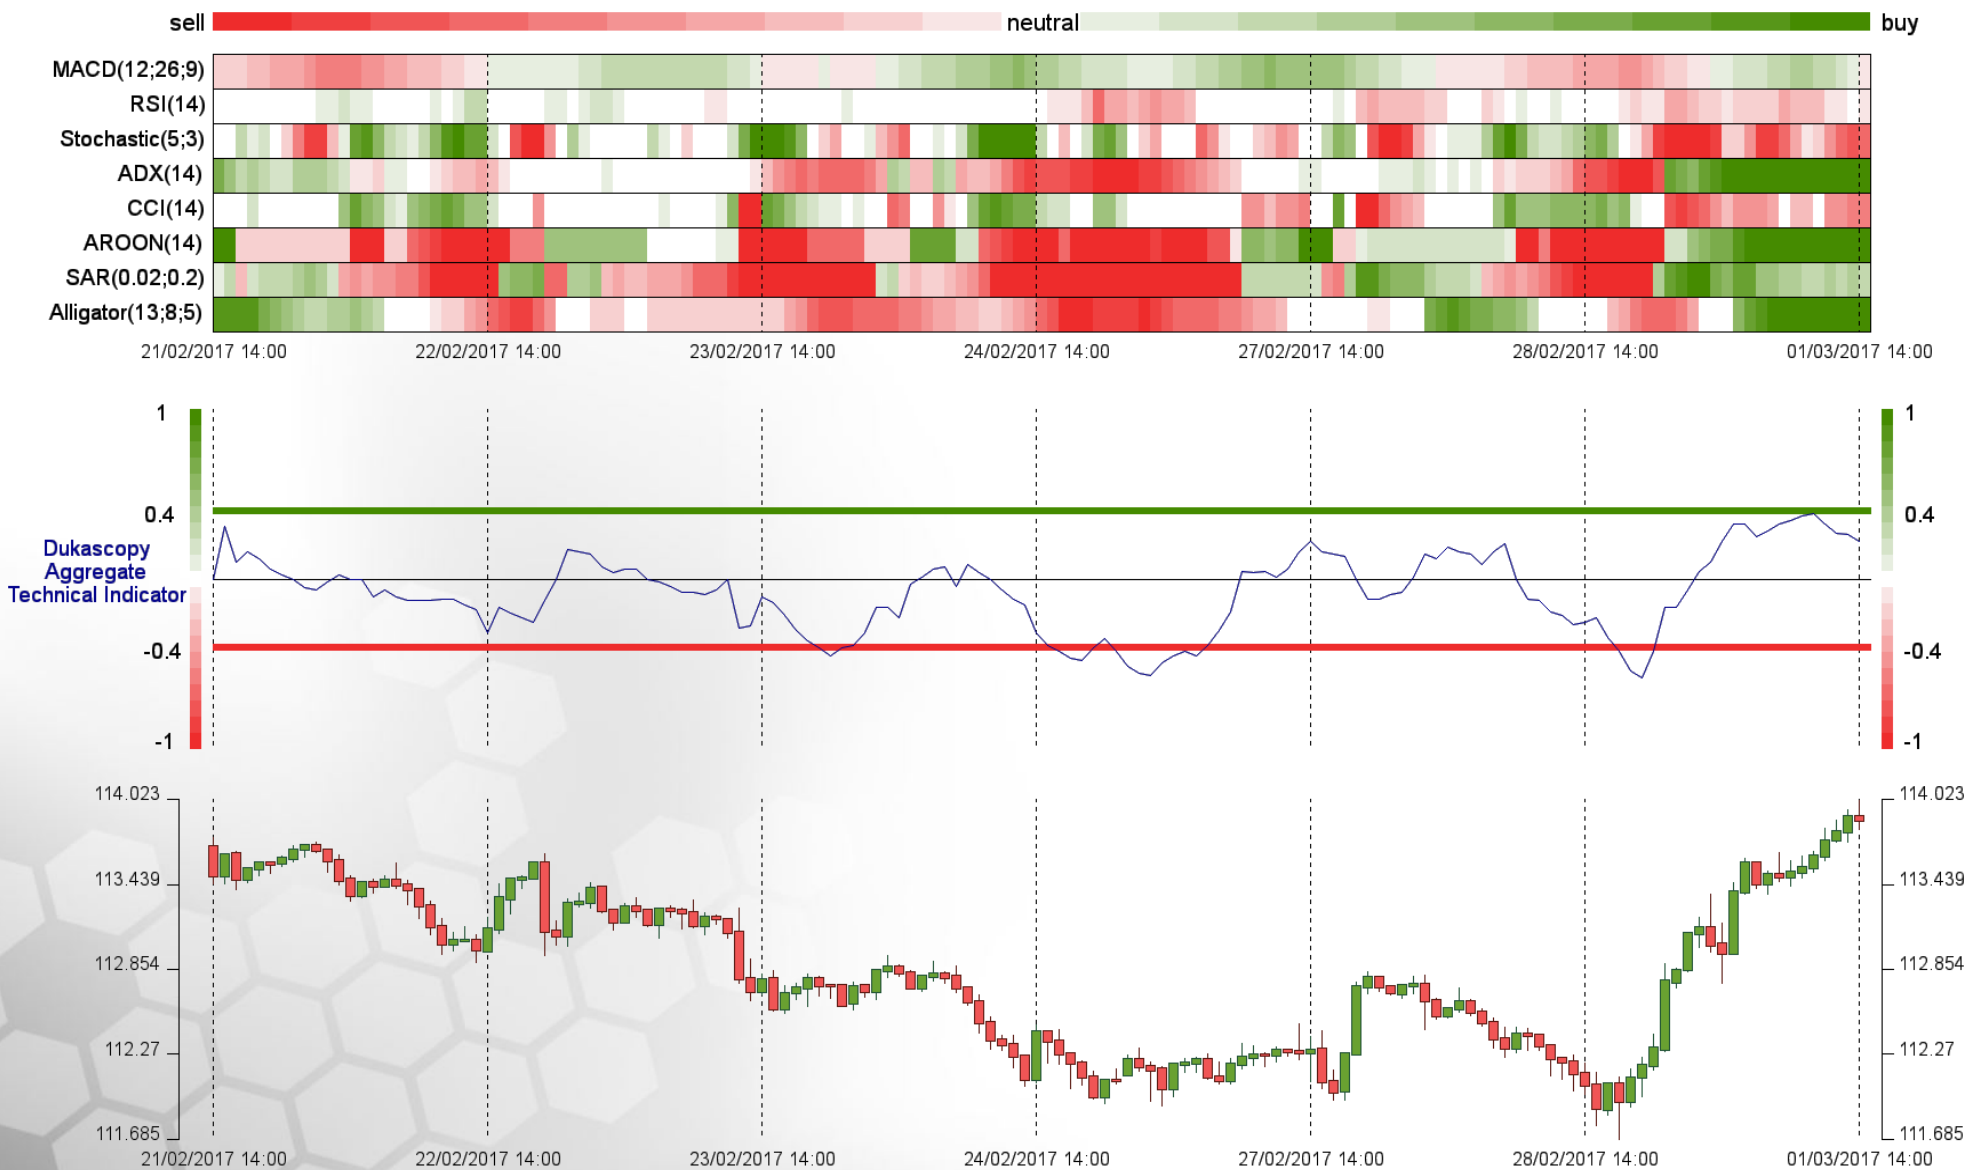 sell neutral buy
MACD(12;26;9)
RSI(14)
Stochastic(5;3)
ADX(14)
CCI(14)
AROON(14)
SAR(0.02;0.2)
Alligator(13;8;5)
21/02/2017 14:00 22/02/2017 14:00 23/02/2017 14:00 24/02/2017 14:00 27/02/2017 14:00 28/02/2017 14:00 01/03/2017 14:00
1 1
0.4 0.4
Dukascopy
Aggregate
Technical Indicator
-0.4 -0.4
-1 -1
114.023 114.023
113.439 113.439
112.854 112.854
112.27 112.27
111.685 111.685
21/02/2017 14:00 22/02/2017 14:00 23/02/2017 14:00 24/02/2017 14:00 27/02/2017 14:00 28/02/2017 14:00 01/03/2017 14:00